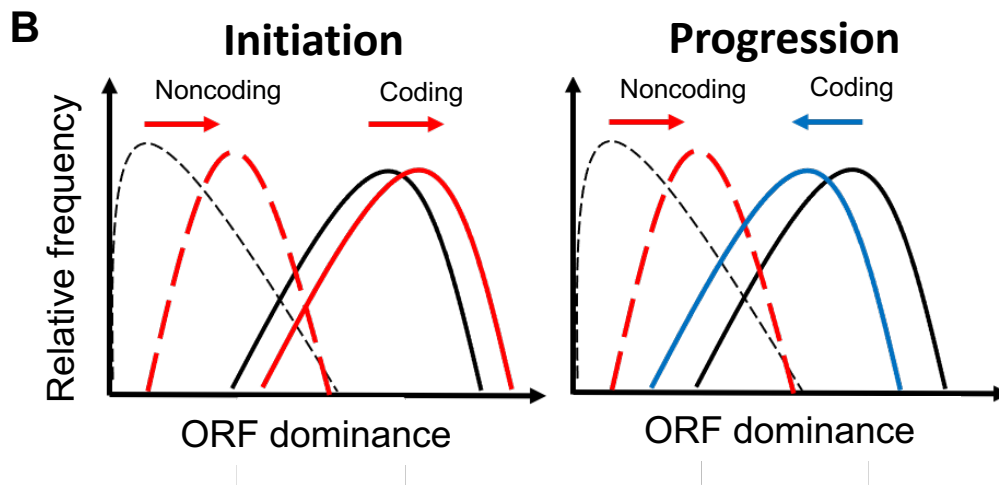 B
Initiation
Noncoding
Coding
Relative frequency
ORF dominance
Progression
Noncoding
Coding
ORF dominance